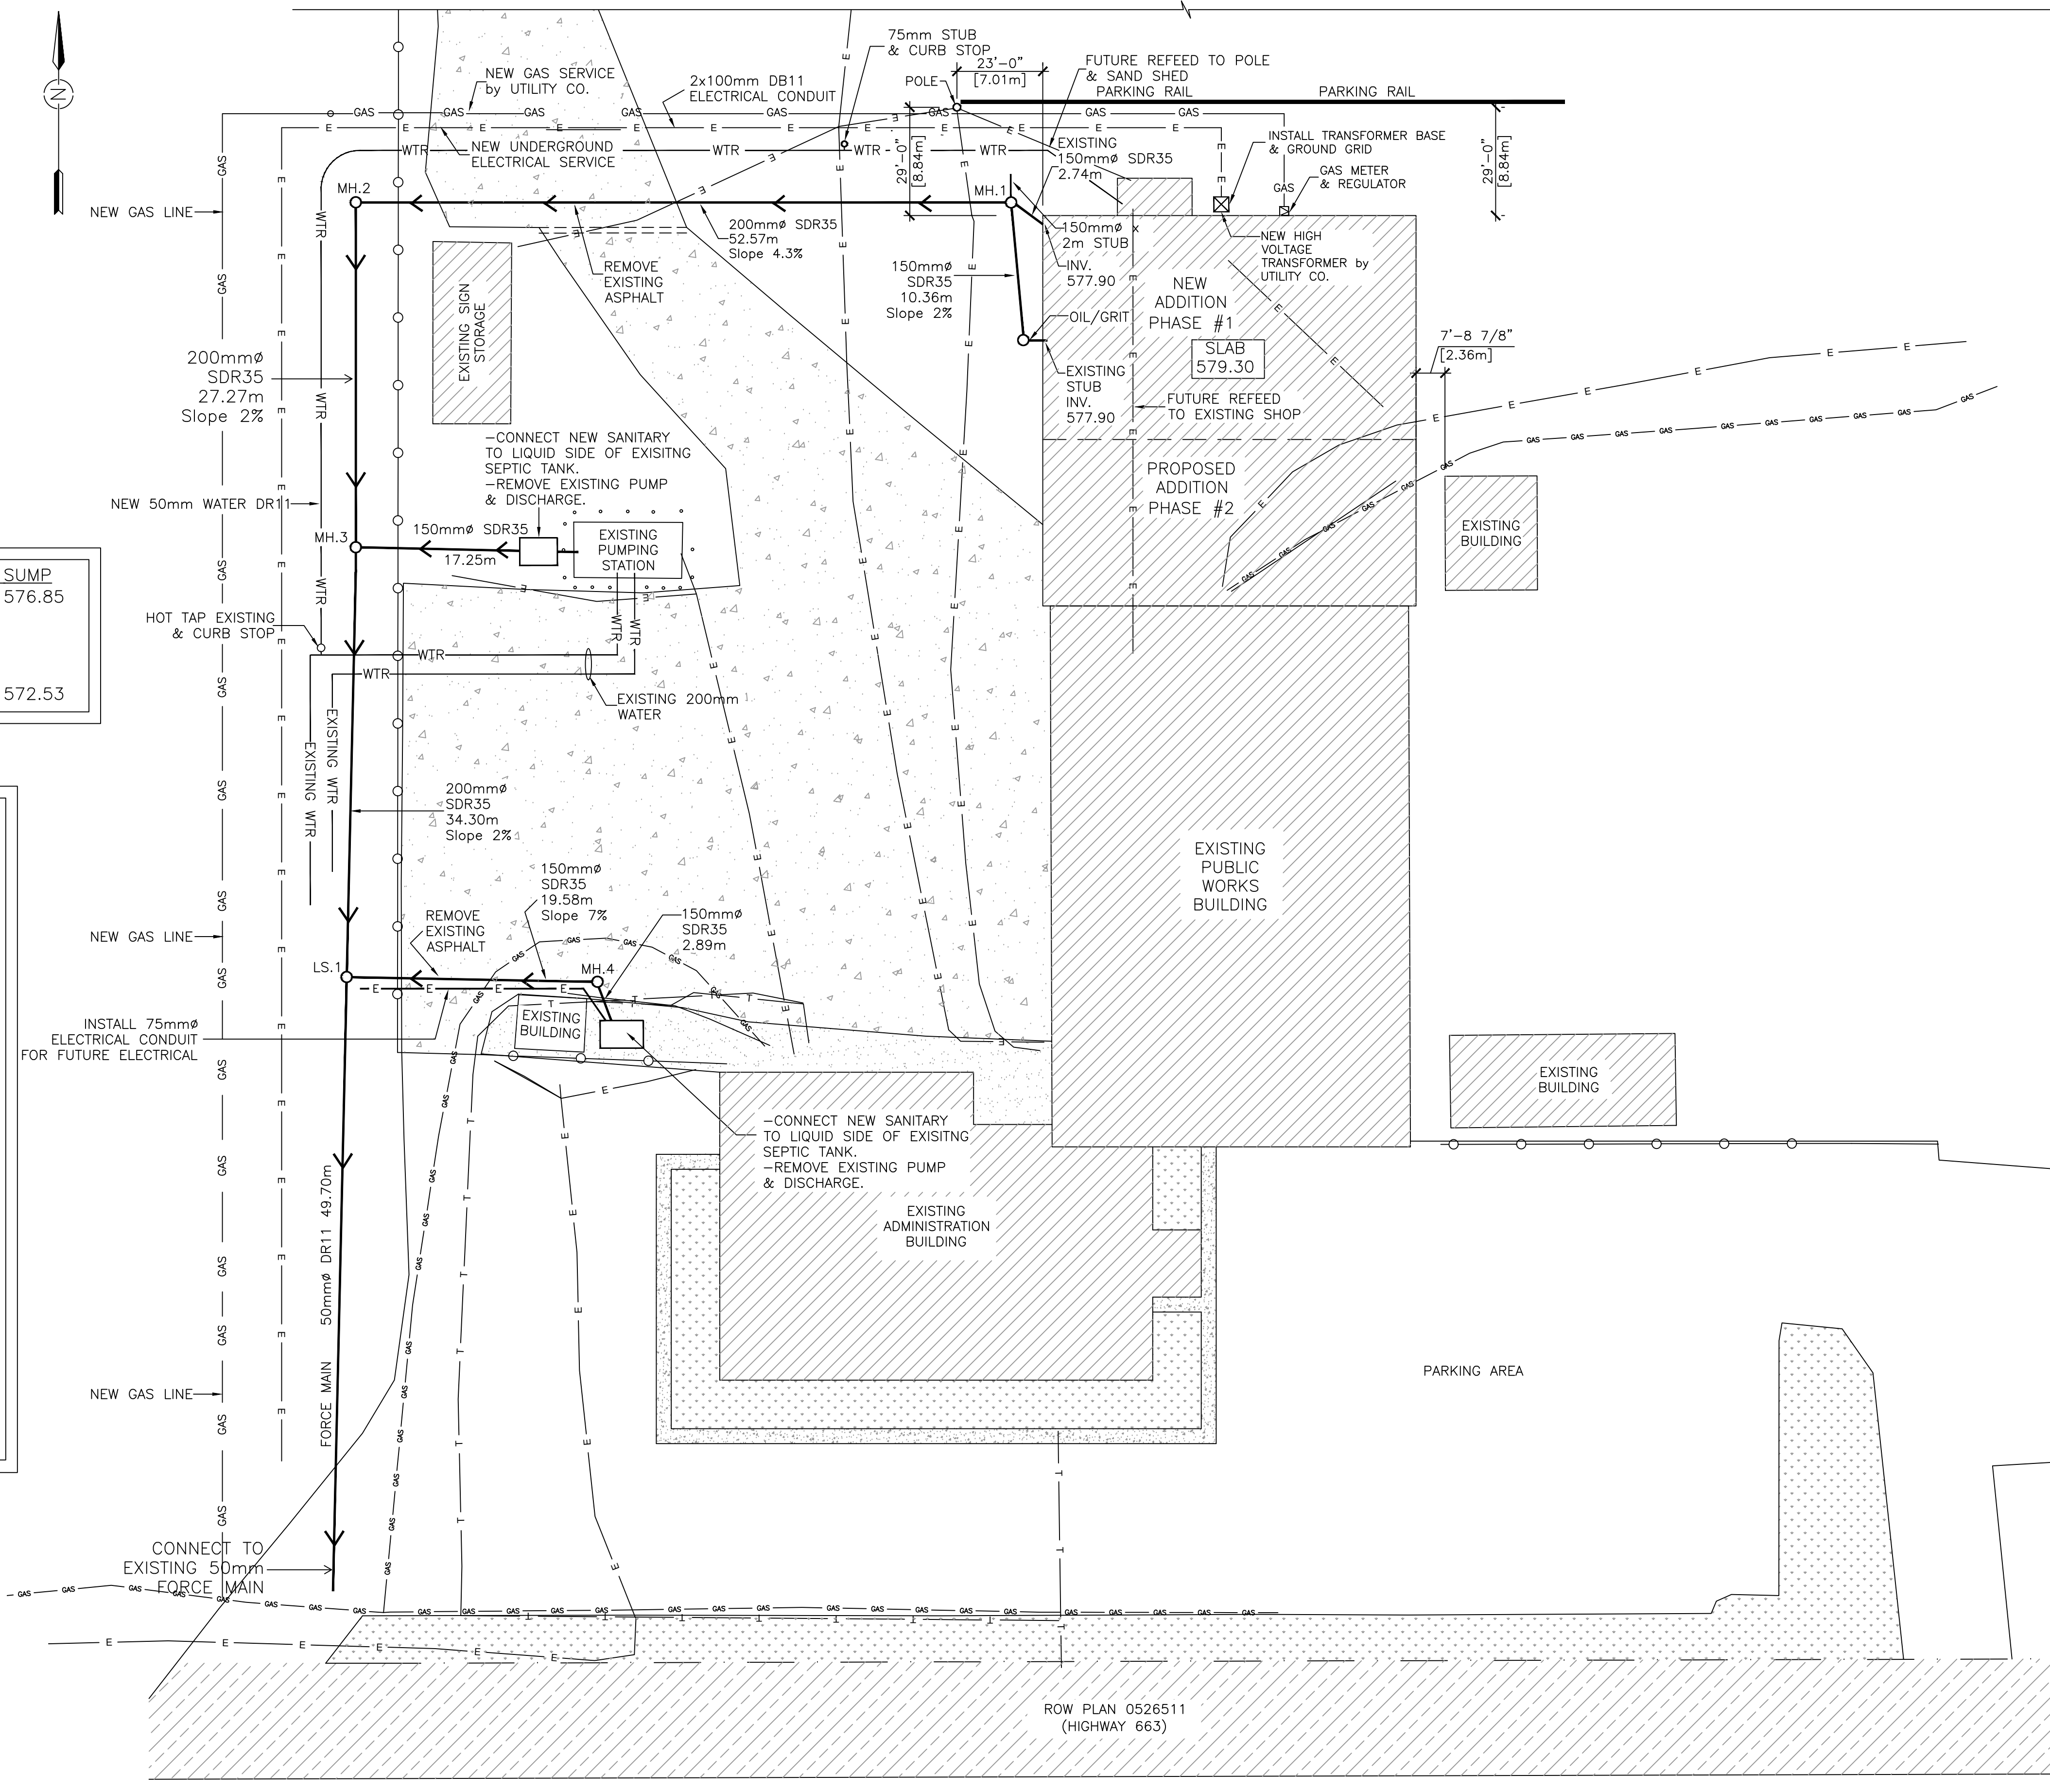 N
75mm STUB
& CURB STOP
23'-0"
[7.01m]
FUTURE REFEED TO POLE
& SAND SHED
POLE
PARKING RAIL
PARKING RAIL
NEW GAS SERVICE
by UTILITY CO.
2x100mm DB11
ELECTRICAL CONDUIT
NEW UNDERGROUND
ELECTRICAL SERVICE
29'-0"
[8.84m]
EXISTING
150mmø SDR35
2.74m
INSTALL TRANSFORMER BASE
& GROUND GRID
GAS METER
& REGULATOR
29'-0"
[8.84m]
MH.2
MH.1
NEW GAS LINE
200mmø SDR35
52.57m
Slope 4.3%
150mmø x
2m STUB
INV.
577.90
NEW HIGH
VOLTAGE
TRANSFORMER by
UTILITY CO.
REMOVE
EXISTING
ASPHALT
150mmø
SDR35
10.36m
Slope 2%
NEW
ADDITION
PHASE #1
OIL/GRIT
SLAB
579.30
EXISTING SIGN
STORAGE
7'-8 7/8"
[2.36m]
200mmø
SDR35
27.27m
Slope 2%
EXISTING
STUB
INV.
577.90
FUTURE REFEED
TO EXISTING SHOP
-CONNECT NEW SANITARY
TO LIQUID SIDE OF EXISITNG
SEPTIC TANK.
-REMOVE EXISTING PUMP
& DISCHARGE.
PROPOSED
ADDITION
PHASE #2
NEW 50mm WATER DR11
MH.3
150mmø SDR35
17.25m
EXISTING
PUMPING
STATION
EXISTING
BUILDING
SUMP
576.85
572.53
HOT TAP EXISTING
& CURB STOP
EXISTING 200mm
WATER
EXISTING WTR
EXISTING WTR
200mmø
SDR35
34.30m
Slope 2%
EXISTING
PUBLIC
WORKS
BUILDING
150mmø
SDR35
19.58m
Slope 7%
REMOVE
EXISTING
ASPHALT
150mmø
SDR35
2.89m
NEW GAS LINE
LS.1
MH.4
EXISTING
BUILDING
INSTALL 75mmø
ELECTRICAL CONDUIT
FOR FUTURE ELECTRICAL
EXISTING
BUILDING
-CONNECT NEW SANITARY
TO LIQUID SIDE OF EXISITNG
SEPTIC TANK.
-REMOVE EXISTING PUMP
& DISCHARGE.
EXISTING
ADMINISTRATION
BUILDING
FORCE MAIN 50mmø DR11 49.70m
NEW GAS LINE
PARKING AREA
CONNECT TO
EXISTING 50mm
FORCE MAIN
ROW PLAN 0526511
(HIGHWAY 663)
GAS
E
WTR
T